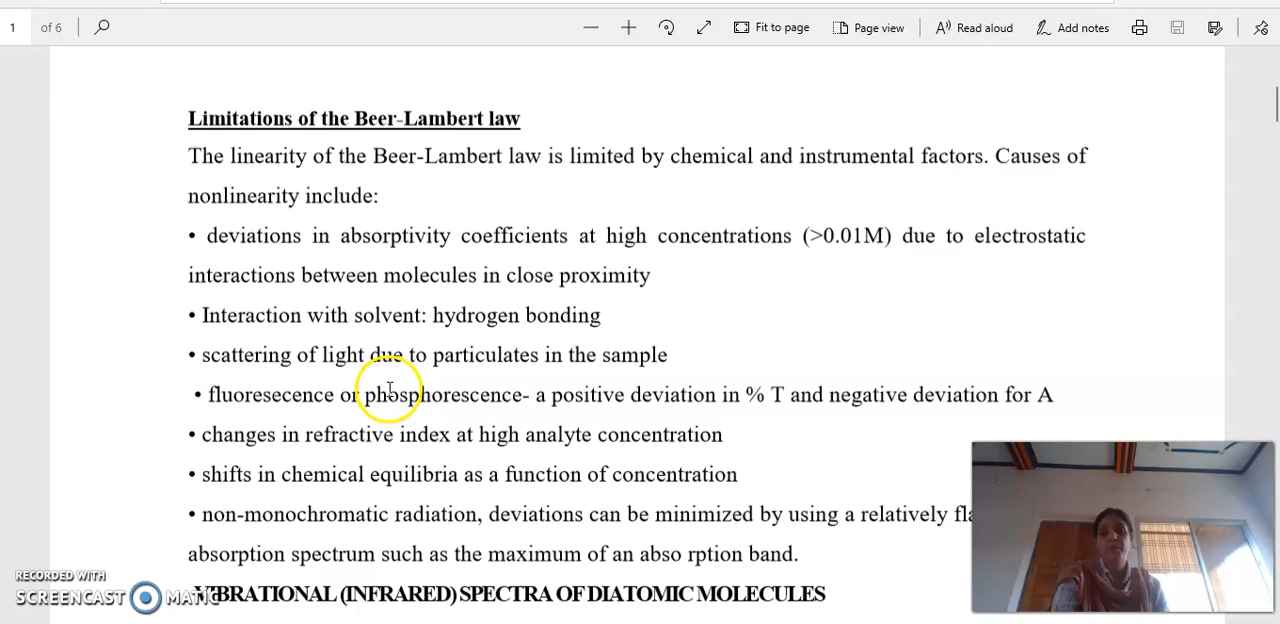 1 of 6 Fit to page Page view Read aloud Add notes
Limitations of the Beer-Lambert law
The linearity of the Beer-Lambert law is limited by chemical and instrumental factors. Causes of
nonlinearity include:
• deviations in absorptivity coefficients at high concentrations (>0.01M) due to electrostatic
interactions between molecules in close proximity
• Interaction with solvent: hydrogen bonding
• scattering of light due to particulates in the sample
• fluoresecence or phosphorescence- a positive deviation in % T and negative deviation for A
• changes in refractive index at high analyte concentration
• shifts in chemical equilibria as a function of concentration
• non-monochromatic radiation, deviations can be minimized by using a relatively
absorption spectrum such as the maximum of an abso rption band.
VIBRATIONAL (INFRARED) SPECTRA OF DIATOMIC MOLECULES
RECORDED WITH
SCREENCAST MATIC